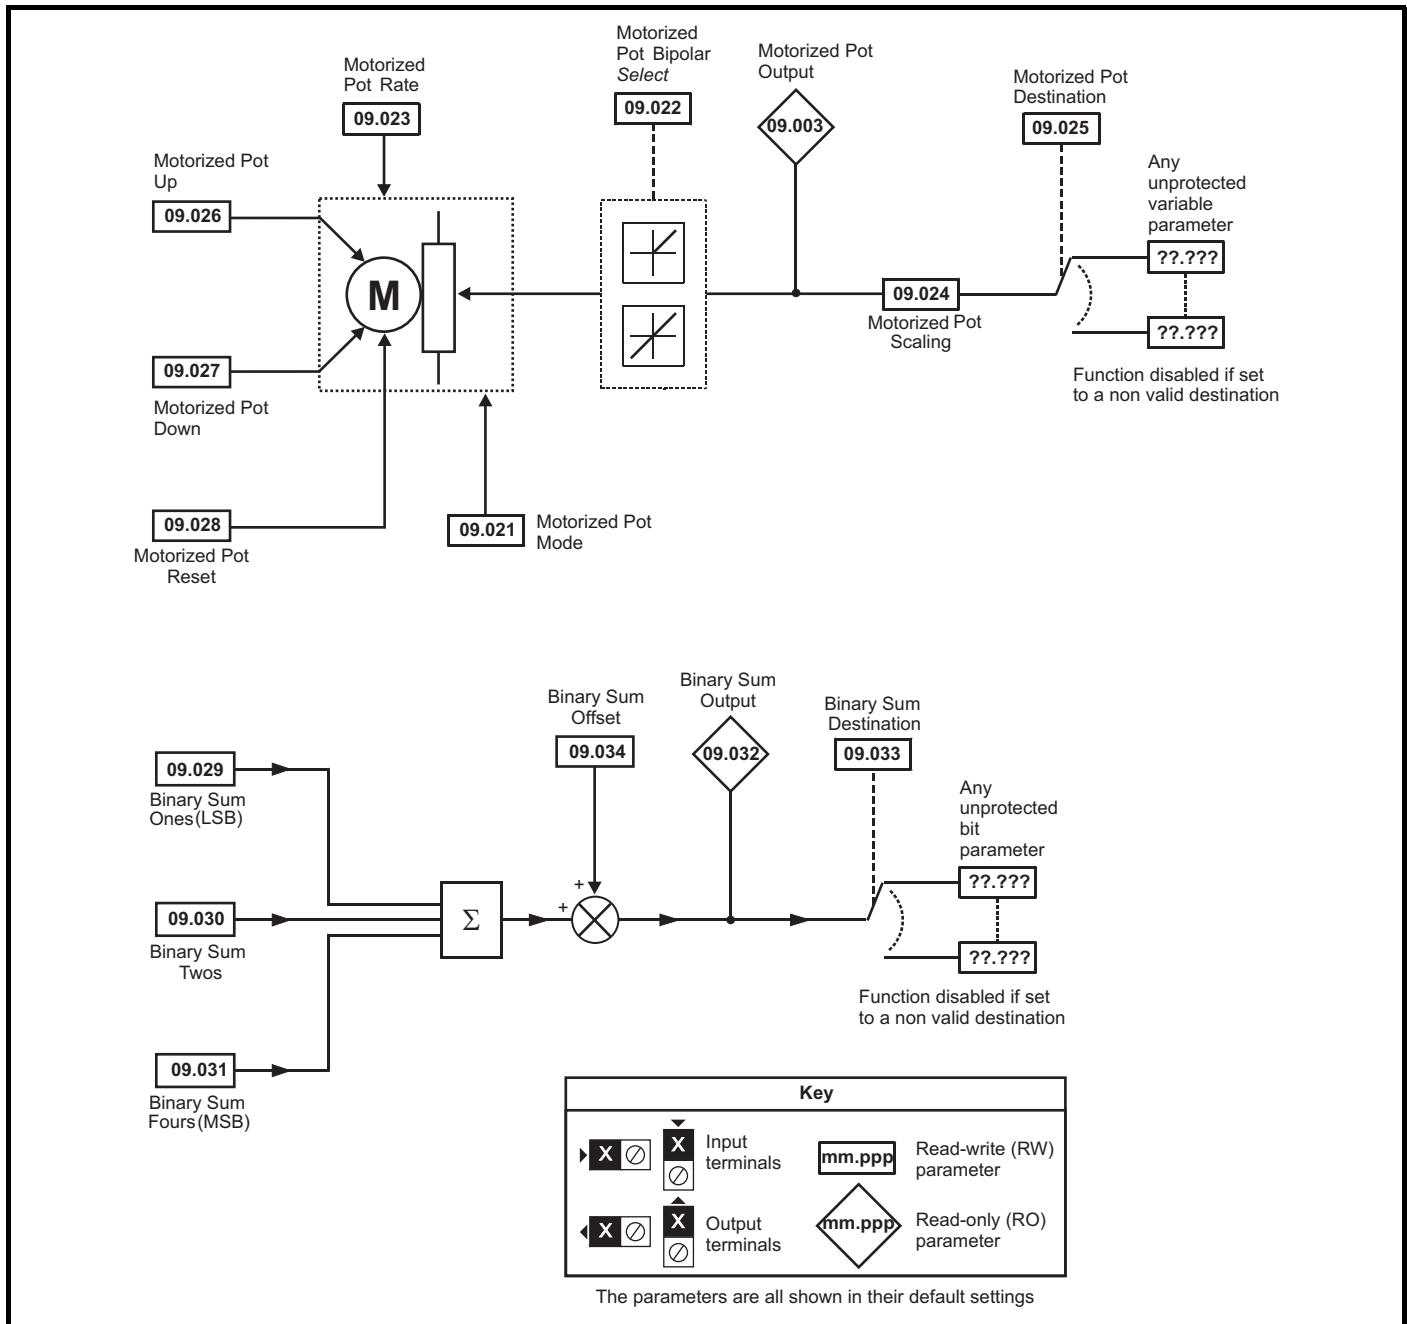 Motorized
Pot Rate
09.023
Motorized
Pot Bipolar
Select
09.022
Motorized Pot
Output
09.003
Motorized Pot
Destination
09.025
Motorized Pot
Up
09.026
M
Any
unprotected
variable
parameter
??.???
??.???
09.024
Motorized Pot
Scaling
Function disabled if set
to a non valid destination
09.027
Motorized Pot
Down
09.028
Motorized Pot
Reset
09.021
Motorized Pot
Mode
Binary Sum
Offset
09.034
Binary Sum
Output
09.032
Binary Sum
Destination
09.033
09.029
Binary Sum
Ones(LSB)
Any
unprotected
bit
parameter
??.???
??.???
+
+
Σ
09.030
Binary Sum
Twos
Function disabled if set
to a non valid destination
09.031
Binary Sum
Fours(MSB)
Key
X
X
Input
terminals
mm.ppp
Read-write (RW)
parameter
X
X
Output
terminals
mm.ppp
Read-only (RO)
parameter
The parameters are all shown in their default settings